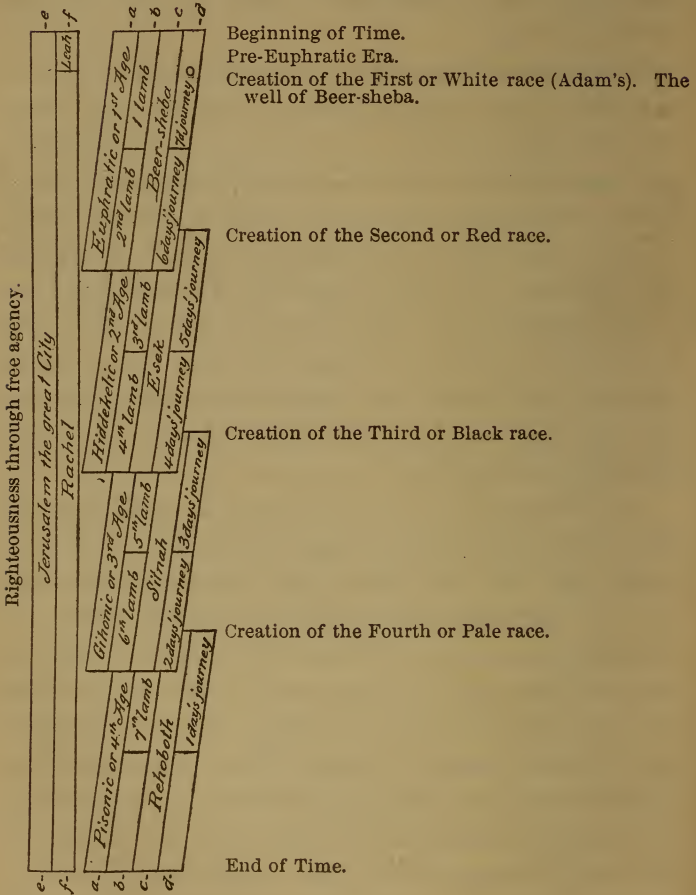 Righteousness through free agency.
-e
-f
-a
-b
-c
-d
Jerusalem the great City
Leah
Rachel
Euphratic or 1st Age
2nd lamb
1 lamb
Beer-sheba
6 days' journey
7 d journey
Hiddekelic or 2nd Age
4th lamb
3rd lamb
Esek
4 days' journey
5 days' journey
Gihonic or 3rd Age
6th lamb
5th lamb
Sitnah
2 days' journey
3 days' journey
Pisonic or 4th Age
7th lamb
Rehoboth
1 day's journey
e-
f-
a-
b-
c-
d-
Beginning of Time.
Pre-Euphratic Era.
Creation of the First or White race (Adam's). The
well of Beer-sheba.
Creation of the Second or Red race.
Creation of the Third or Black race.
Creation of the Fourth or Pale race.
End of Time.